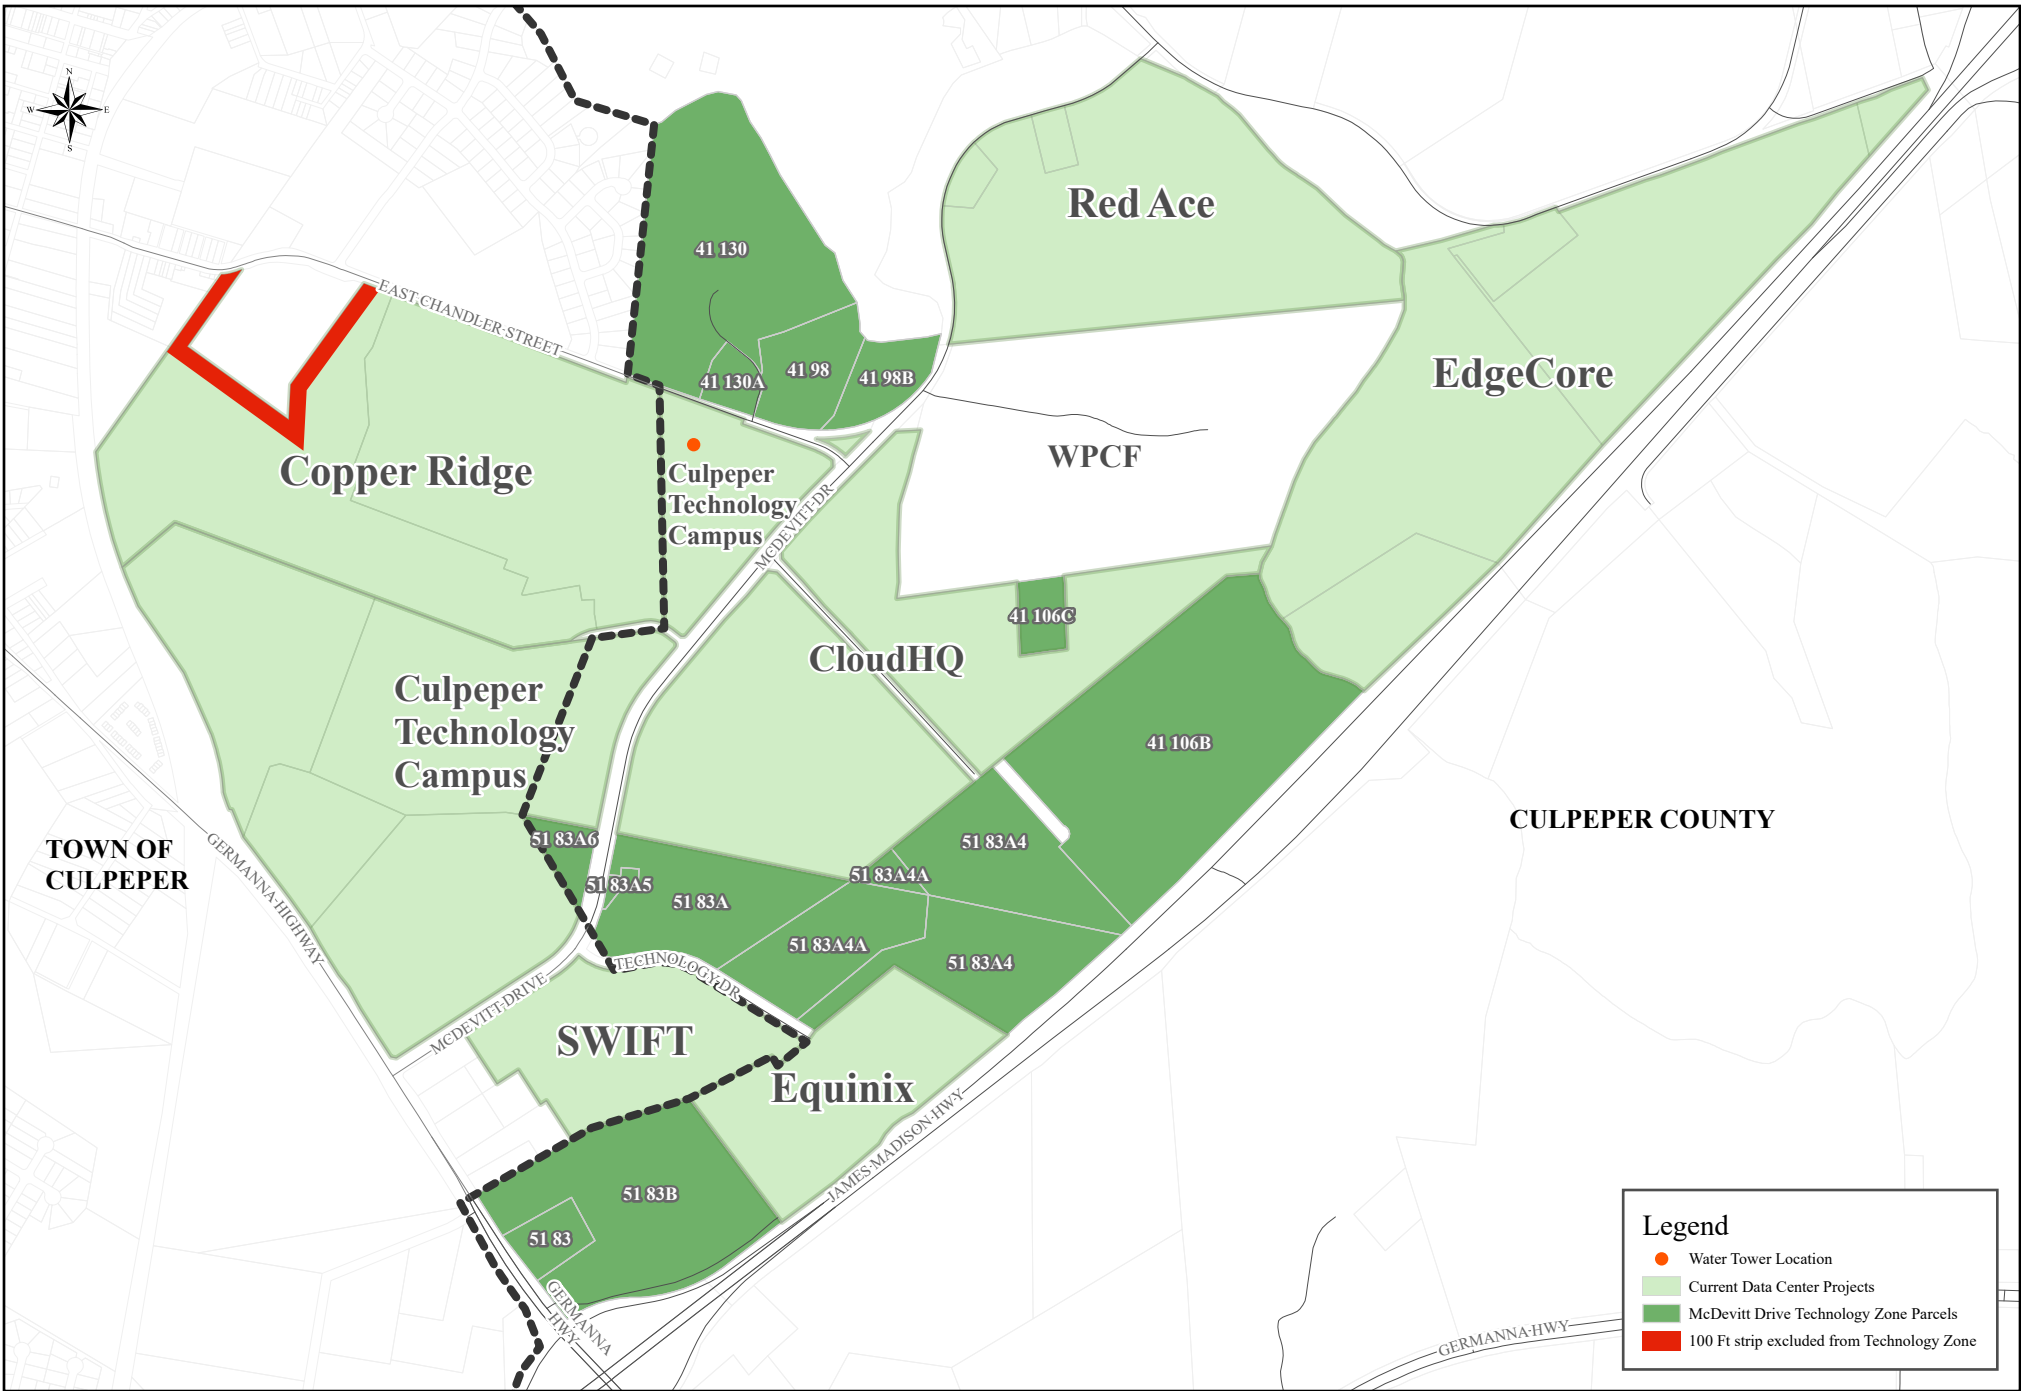 N
W
E
S
Red Ace
41 130
EAST CHANDLER STREET
41 130A
41 98
41 98B
EdgeCore
Copper Ridge
WPCF
Culpeper
Technology
Campus
MCDEVITT DR
41 106C
CloudHQ
Culpeper
Technology
Campus
41 106B
CULPEPER COUNTY
TOWN OF
CULPEPER
GERMANNA HIGHWAY
51 83A6
51 83A4
51 83A5
51 83A4A
51 83A
51 83A4A
51 83A4
TECHNOLOGY DR
MCDEVITT DRIVE
SWIFT
Equinix
JAMES MADISON HWY
51 83B
51 83
GERMANNA
HWY
GERMANNA HWY
Legend
Water Tower Location
Current Data Center Projects
McDevitt Drive Technology Zone Parcels
100 Ft strip excluded from Technology Zone